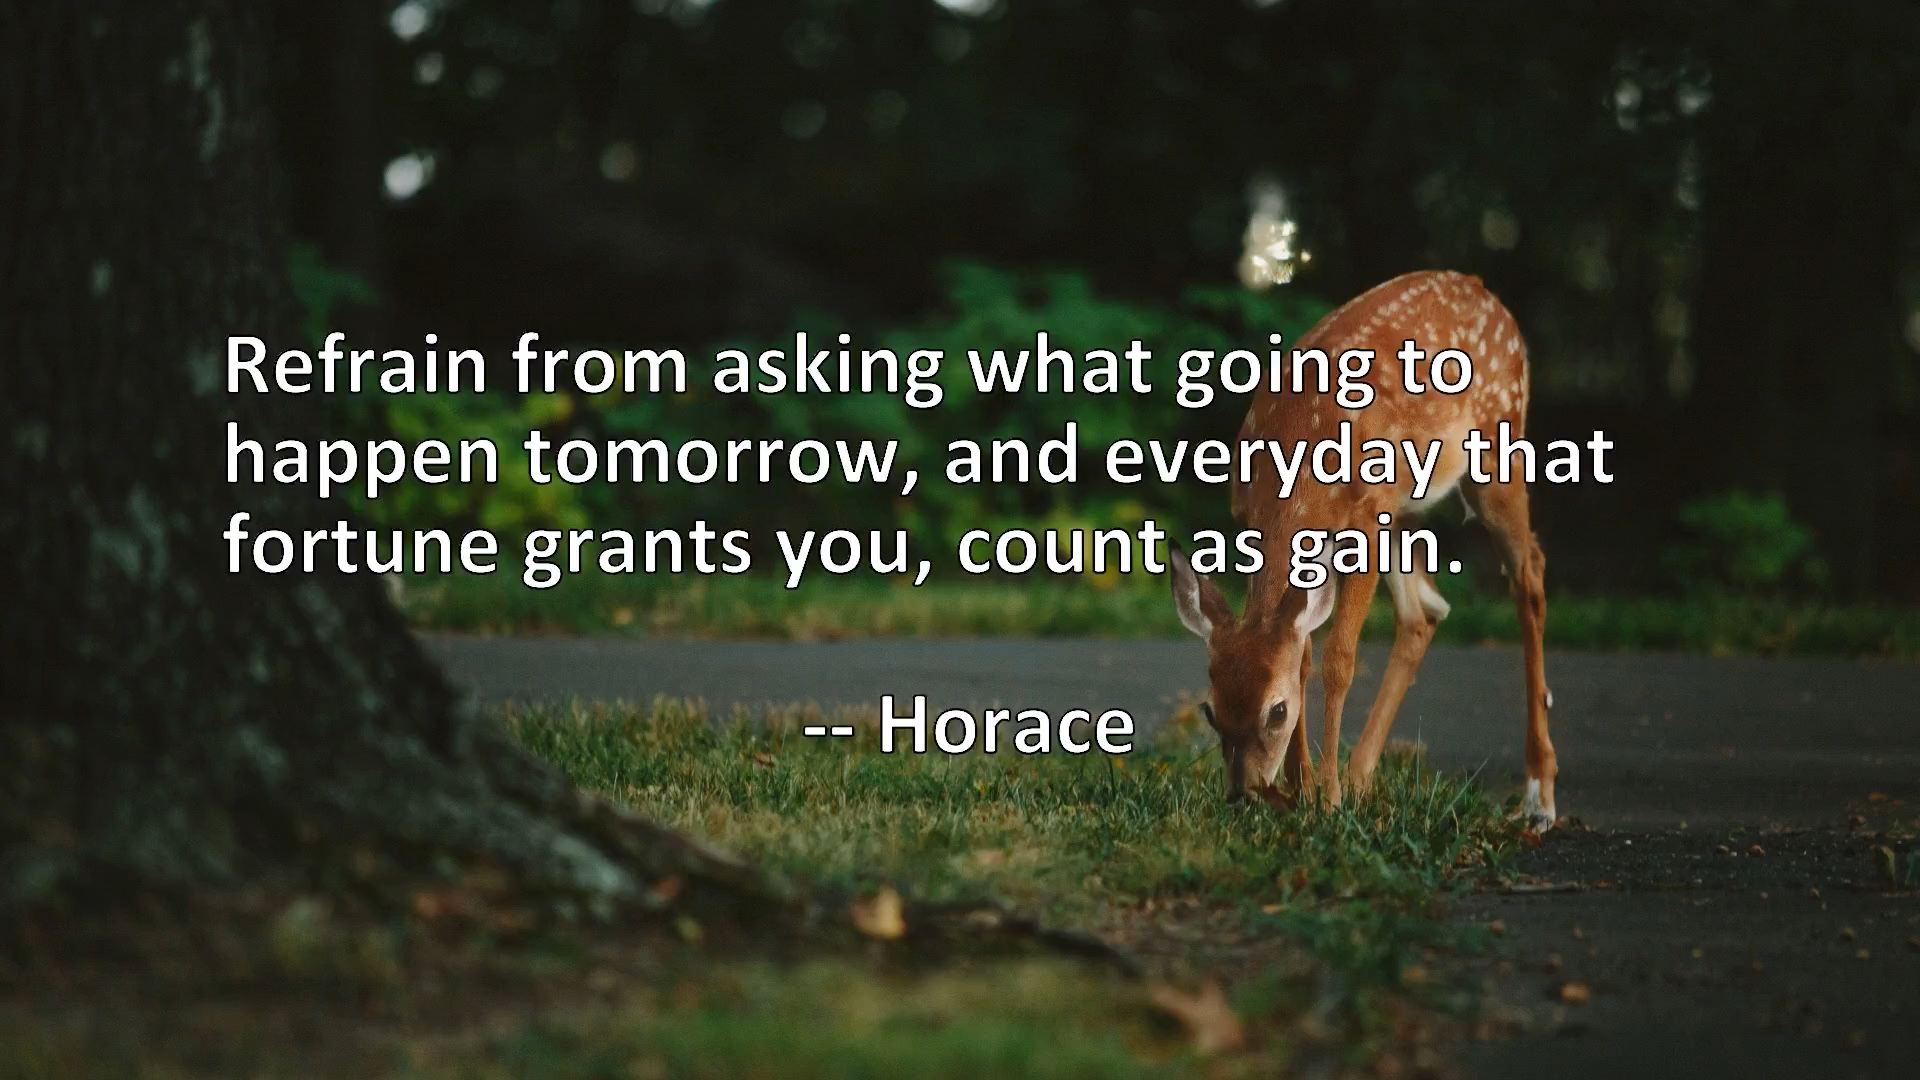 Refrain from asking what going to
happen tomorrow, and everyday that
fortune grants you, count as gain.
-- Horace